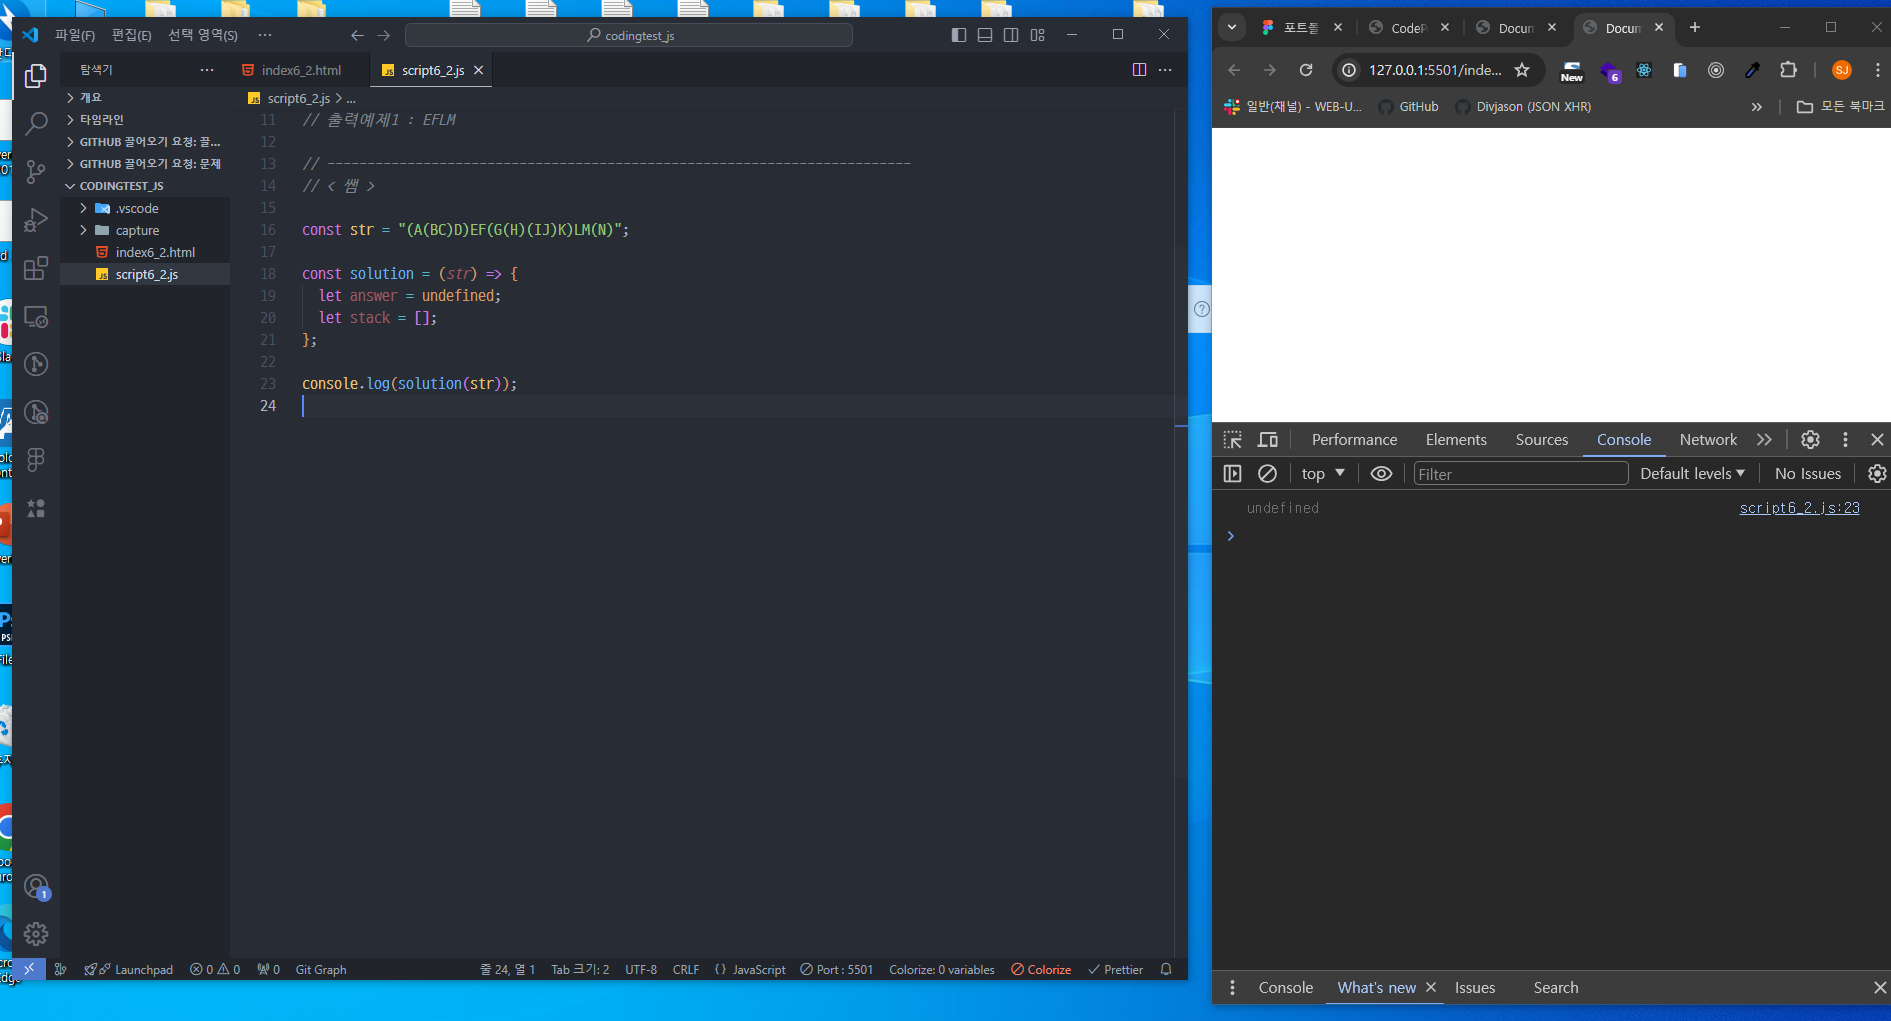 파일(F) 편집(E) 선택 영역(S) ··· codingtest_js
탐색기 ···
개요
타임라인
GITHUB 끌어오기 요청: 끌...
GITHUB 끌어오기 요청: 문제
CODINGTEST_JS
.vscode
capture
index6_2.html
JS script6_2.js
1
index6_2.html JS script6_2.js ···
JS script6_2.js > ...
11 // 출력예제1 : EFLM
12
13 // -------------------------------------------------------------------------
14 // < 쌤 >
15
16 const str = "(A(BC)D)EF(G(H)(IJ)K)LM(N)";
17
18 const solution = (str) => {
19 let answer = undefined;
20 let stack = [];
21 };
22
23 console.log(solution(str));
24
Launchpad 0 0 0 Git Graph 줄 24, 열 1 Tab 크기: 2 UTF-8 CRLF {} JavaScript Port : 5501 Colorize: 0 variables Colorize Prettier
포트폴 CodeP Docum Docum
127.0.0.1:5501/inde... New 6 SJ
일반(채널) - WEB-U... GitHub Divjason (JSON XHR) » 모든 북마크
Performance Elements Sources Console Network
top Filter Default levels No Issues
undefined script6_2.js:23
>
Console What's new Issues Search